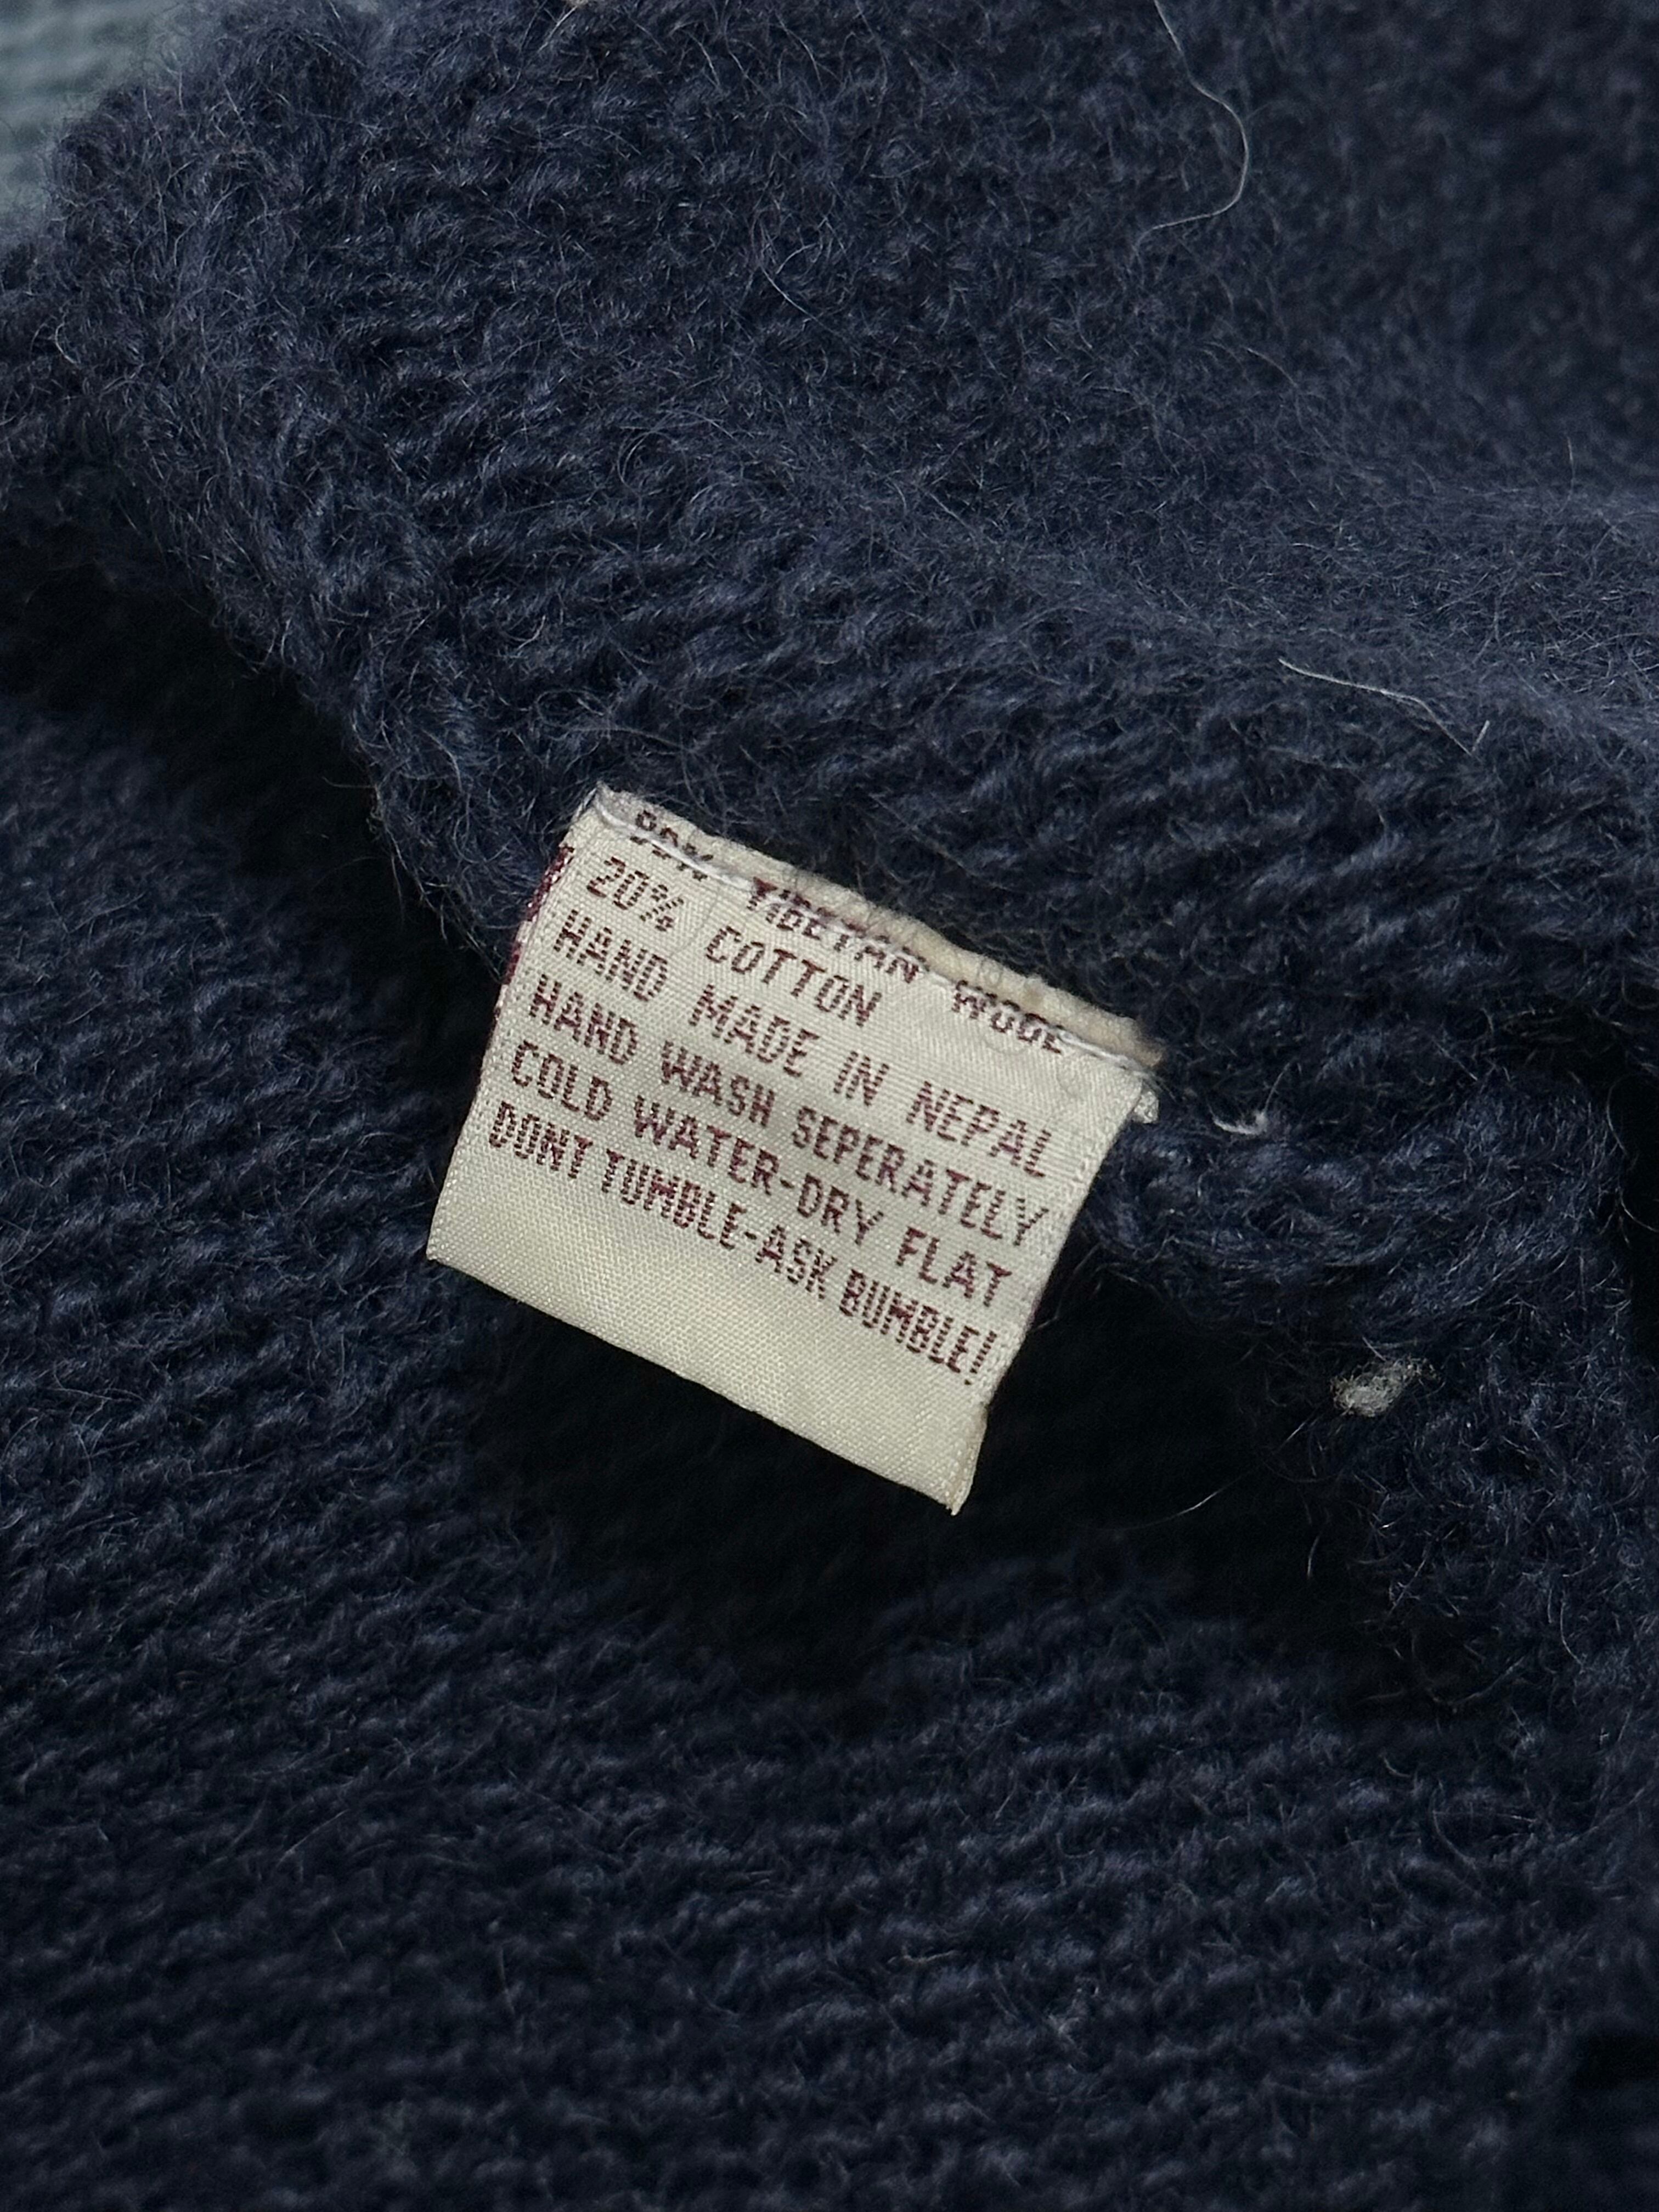 80% TIBETAN WOOL
20% COTTON
HAND MADE IN NEPAL
HAND WASH SEPERATELY
COLD WATER-DRY FLAT
DONT TUMBLE-ASK BUMBLE!